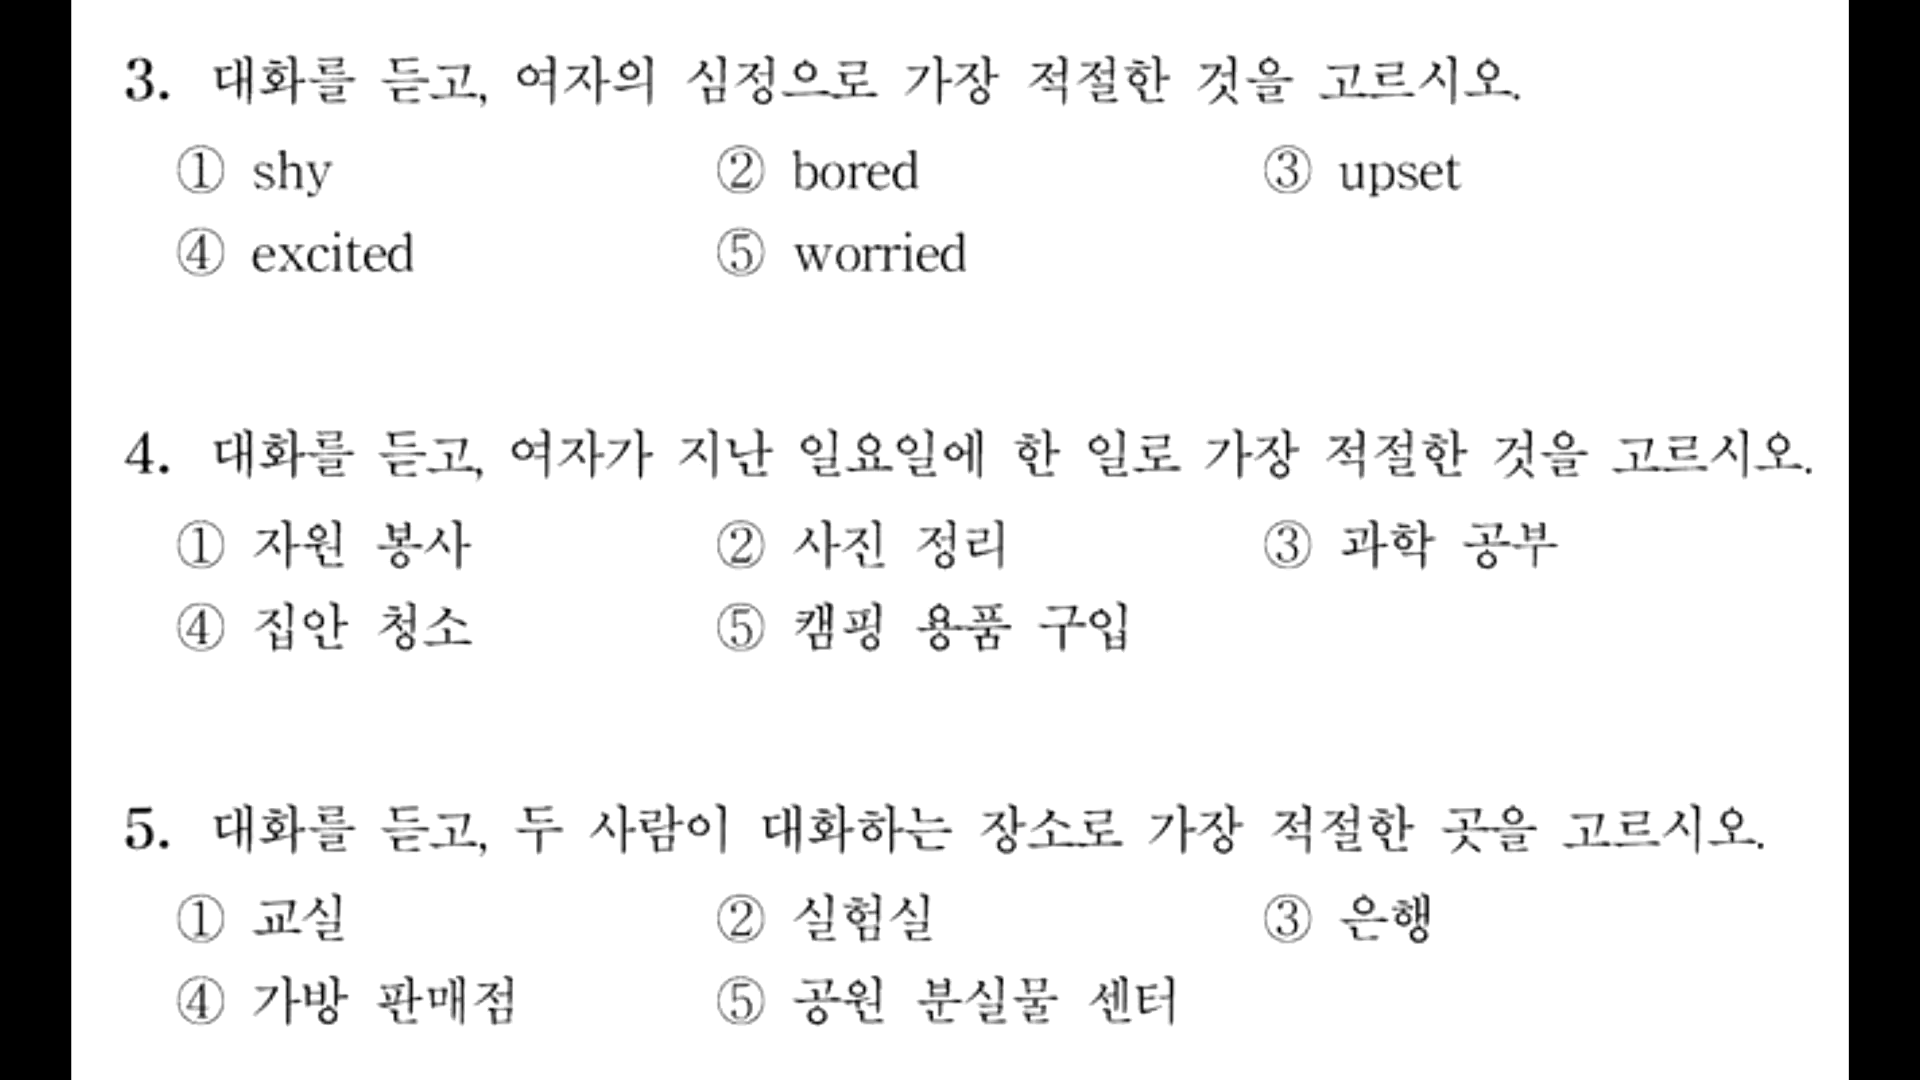 3. 대화를 듣고, 여자의 심정으로 가장 적절한 것을 고르시오.
① shy ② bored ③ upset
④ excited ⑤ worried
4. 대화를 듣고, 여자가 지난 일요일에 한 일로 가장 적절한 것을 고르시오.
① 자원 봉사 ② 사진 정리 ③ 과학 공부
④ 집안 청소 ⑤ 캠핑 용품 구입
5. 대화를 듣고, 두 사람이 대화하는 장소로 가장 적절한 곳을 고르시오.
① 교실 ② 실험실 ③ 은행
④ 가방 판매점 ⑤ 공원 분실물 센터